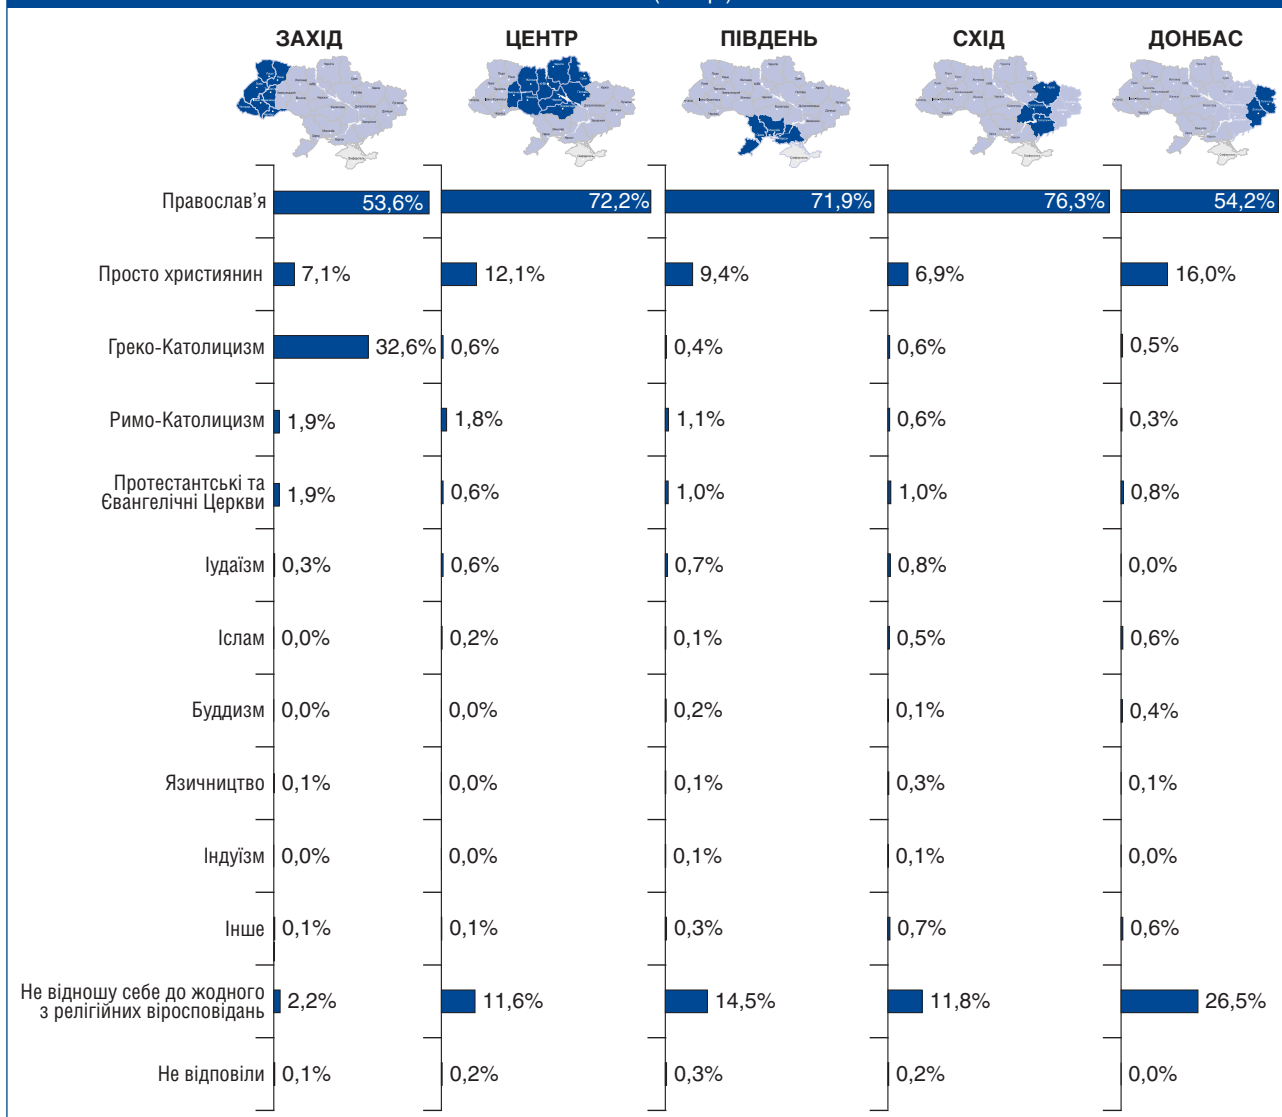 ЗАХІД ЦЕНТР ПІВДЕНЬ СХІД ДОНБАС
Православ’я 53,6% 72,2% 71,9% 76,3% 54,2%
Просто християнин 7,1% 12,1% 9,4% 6,9% 16,0%
Греко-Католицизм 32,6% 0,6% 0,4% 0,6% 0,5%
Римо-Католицизм 1,9% 1,8% 1,1% 0,6% 0,3%
Протестантські та
Євангелічні Церкви 1,9% 0,6% 1,0% 1,0% 0,8%
Іудаїзм 0,3% 0,6% 0,7% 0,8% 0,0%
Іслам 0,0% 0,2% 0,1% 0,5% 0,6%
Буддизм 0,0% 0,0% 0,2% 0,1% 0,4%
Язичництво 0,1% 0,0% 0,1% 0,3% 0,1%
Індуїзм 0,0% 0,0% 0,1% 0,1% 0,0%
Інше 0,1% 0,1% 0,3% 0,7% 0,6%
Не відношу себе до жодного
з релігійних віросповідань 2,2% 11,6% 14,5% 11,8% 26,5%
Не відповіли 0,1% 0,2% 0,3% 0,2% 0,0%